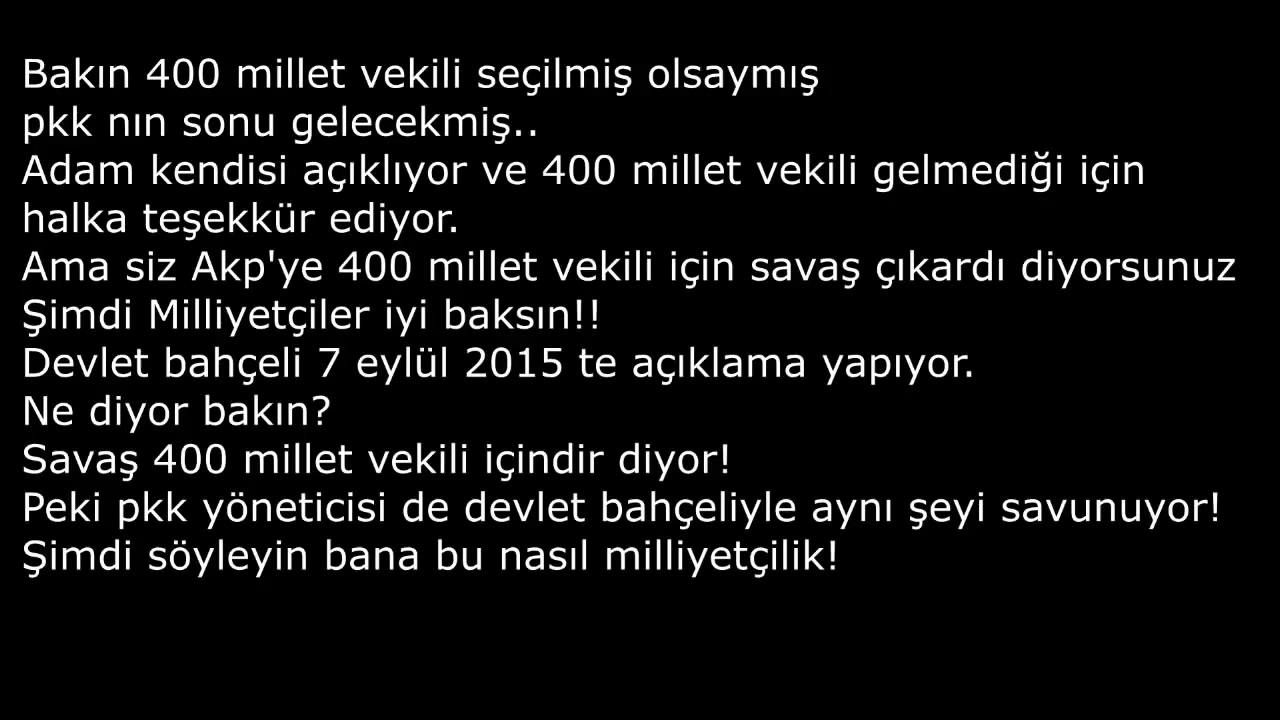 Bakın 400 millet vekili seçilmiş olsaymış
pkk nın sonu gelecekmiş..
Adam kendisi açıklıyor ve 400 millet vekili gelmediği için
halka teşekkür ediyor.
Ama siz Akp'ye 400 millet vekili için savaş çıkardı diyorsunuz
Şimdi Milliyetçiler iyi baksın!!
Devlet bahçeli 7 eylül 2015 te açıklama yapıyor.
Ne diyor bakın?
Savaş 400 millet vekili içindir diyor!
Peki pkk yöneticisi de devlet bahçeliyle aynı şeyi savunuyor!
Şimdi söyleyin bana bu nasıl milliyetçilik!